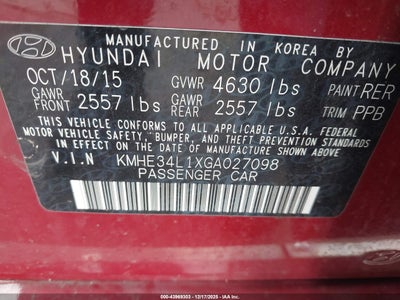 MANUFACTURED IN KOREA BY
HYUNDAI MOTOR COMPANY
OCT/18/15 GVWR 4630 lbs PAINT RER
GAWR FRONT 2557 lbs GAWR REAR 2557 lbs TRIM PPB
THIS VEHICLE CONFORMS TO ALL APPLICABLE U.S.A. FEDERAL
MOTOR VEHICLE SAFETY, BUMPER, AND THEFT PREVENTION
STANDARDS IN EFFECT ON THE DATE OF MANUFACTURE SHOWN ABOVE.
V.I.N KMHE34L1XGA027098
PASSENGER CAR
000-43969303 - 12/17/2025 - 000-232